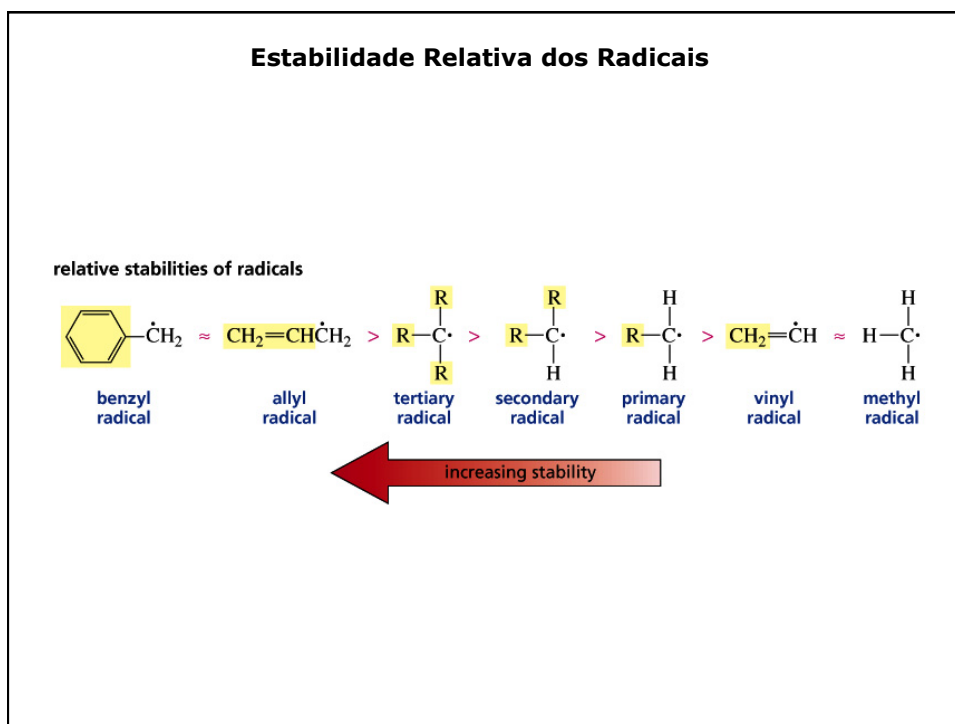 Estabilidade Relativa dos Radicais
relative stabilities of radicals
H H
R R H H
ĊH₂ ≈ CH₂=CHĊH₂ > R—C· > R—C· > R—C· > CH₂=ĊH ≈ H—C·
R H H H
benzyl radical
allyl radical
tertiary radical
secondary radical
primary radical
vinyl radical
methyl radical
increasing stability